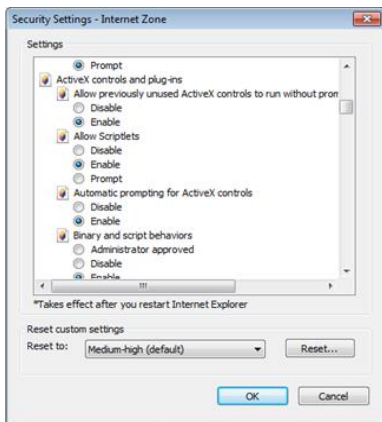 Security Settings - Internet Zone
Settings
Prompt
ActiveX controls and plug-ins
Allow previously unused ActiveX controls to run without prom
Disable
Enable
Allow Scriptlets
Disable
Enable
Prompt
Automatic prompting for ActiveX controls
Disable
Enable
Binary and script behaviors
Administrator approved
Disable
Enable
*Takes effect after you restart Internet Explorer
Reset custom settings
Reset to: Medium-high (default) Reset...
OK Cancel